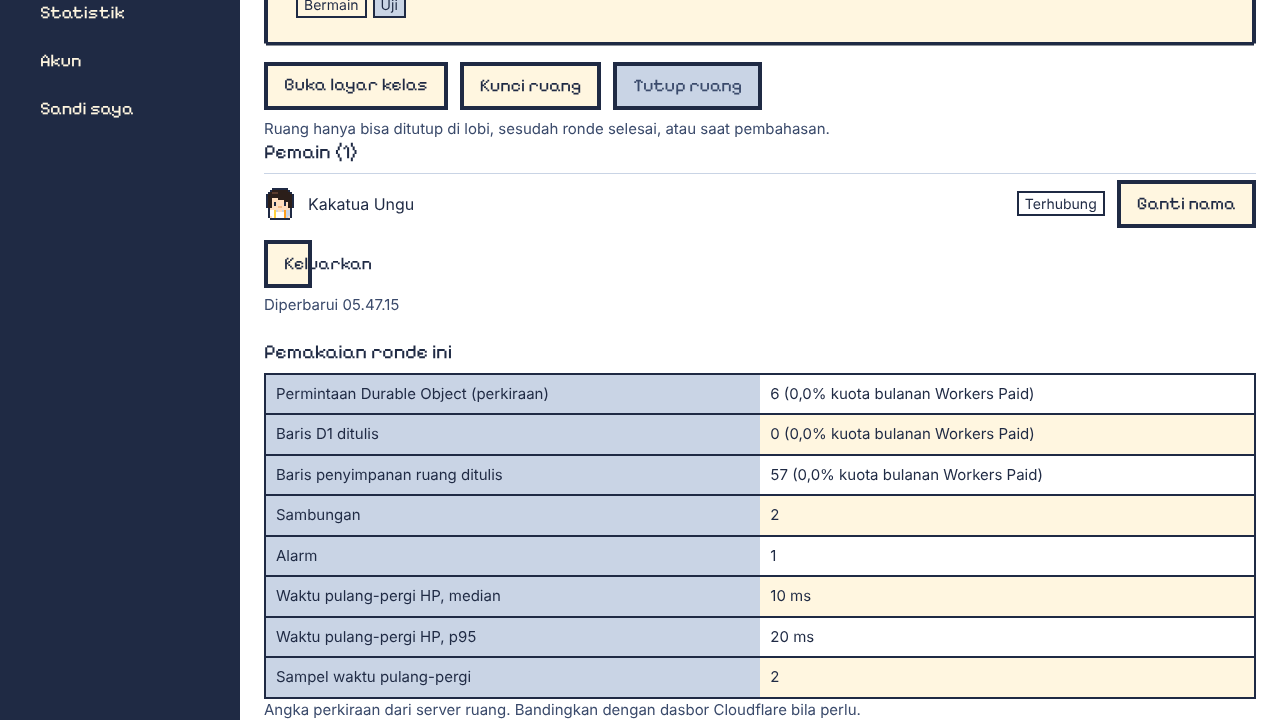 Statistik
Akun
Sandi saya
Bermain Uji
Buka layar kelas Kunci ruang Tutup ruang
Ruang hanya bisa ditutup di lobi, sesudah ronde selesai, atau saat pembahasan.
Pemain (1)
Kakatua Ungu Terhubung Ganti nama
Keluarkan
Diperbarui 05.47.15
Pemakaian ronde ini
Permintaan Durable Object (perkiraan) 6 (0,0% kuota bulanan Workers Paid)
Baris D1 ditulis 0 (0,0% kuota bulanan Workers Paid)
Baris penyimpanan ruang ditulis 57 (0,0% kuota bulanan Workers Paid)
Sambungan 2
Alarm 1
Waktu pulang-pergi HP, median 10 ms
Waktu pulang-pergi HP, p95 20 ms
Sampel waktu pulang-pergi 2
Angka perkiraan dari server ruang. Bandingkan dengan dasbor Cloudflare bila perlu.